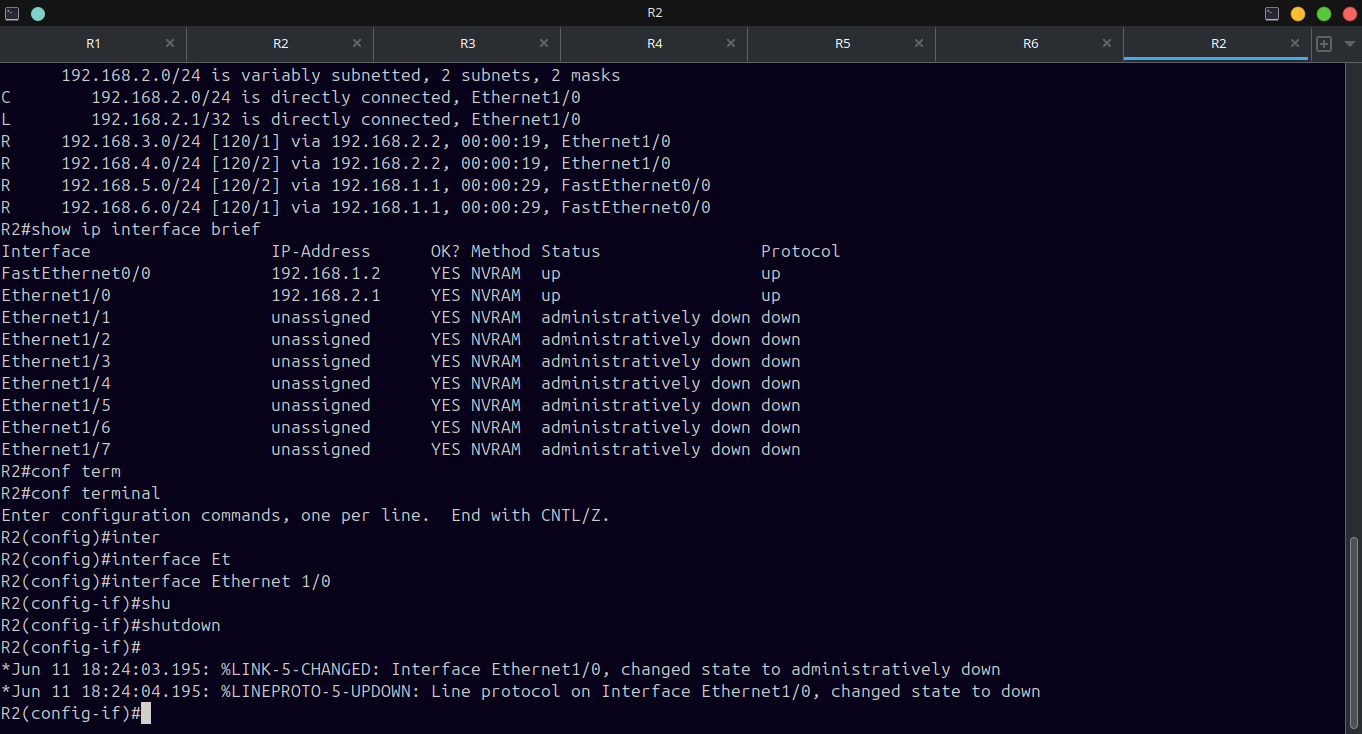 R2
R1 R2 R3 R4 R5 R6 R2
192.168.2.0/24 is variably subnetted, 2 subnets, 2 masks
C        192.168.2.0/24 is directly connected, Ethernet1/0
L        192.168.2.1/32 is directly connected, Ethernet1/0
R     192.168.3.0/24 [120/1] via 192.168.2.2, 00:00:19, Ethernet1/0
R     192.168.4.0/24 [120/2] via 192.168.2.2, 00:00:19, Ethernet1/0
R     192.168.5.0/24 [120/2] via 192.168.1.1, 00:00:29, FastEthernet0/0
R     192.168.6.0/24 [120/1] via 192.168.1.1, 00:00:29, FastEthernet0/0
R2#show ip interface brief
Interface                  IP-Address      OK? Method Status                Protocol
FastEthernet0/0            192.168.1.2     YES NVRAM  up                    up
Ethernet1/0                192.168.2.1     YES NVRAM  up                    up
Ethernet1/1                unassigned      YES NVRAM  administratively down down
Ethernet1/2                unassigned      YES NVRAM  administratively down down
Ethernet1/3                unassigned      YES NVRAM  administratively down down
Ethernet1/4                unassigned      YES NVRAM  administratively down down
Ethernet1/5                unassigned      YES NVRAM  administratively down down
Ethernet1/6                unassigned      YES NVRAM  administratively down down
Ethernet1/7                unassigned      YES NVRAM  administratively down down
R2#conf term
R2#conf terminal
Enter configuration commands, one per line.  End with CNTL/Z.
R2(config)#inter
R2(config)#interface Et
R2(config)#interface Ethernet 1/0
R2(config-if)#shu
R2(config-if)#shutdown
R2(config-if)#
*Jun 11 18:24:03.195: %LINK-5-CHANGED: Interface Ethernet1/0, changed state to administratively down
*Jun 11 18:24:04.195: %LINEPROTO-5-UPDOWN: Line protocol on Interface Ethernet1/0, changed state to down
R2(config-if)#